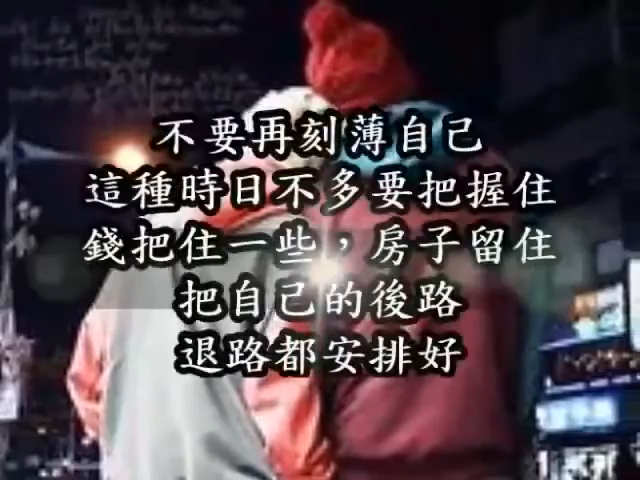 不要再刻薄自己
這種時日不多要把握住
錢把住一些，房子留住
把自己的後路
退路都安排好